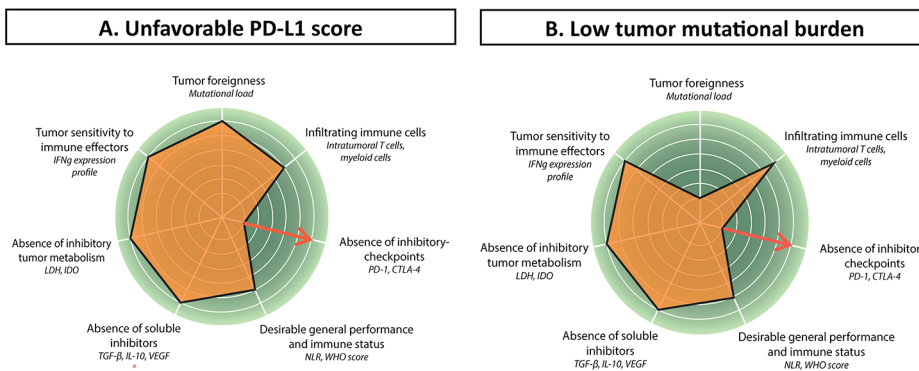 A. Unfavorable PD-L1 score
Tumor foreignness
Mutational load
Infiltrating immune cells
Intratumoral T cells,
myeloid cells
Absence of inhibitory-
checkpoints
PD-1, CTLA-4
Desirable general performance
and immune status
NLR, WHO score
Absence of soluble
inhibitors
TGF-β, IL-10, VEGF
Absence of inhibitory
tumor metabolism
LDH, IDO
Tumor sensitivity to
immune effectors
IFNg expression
profile
B. Low tumor mutational burden
Tumor foreignness
Mutational load
Infiltrating immune cells
Intratumoral T cells,
myeloid cells
Absence of inhibitor
checkpoints
PD-1, CTLA-4
Desirable general performance
and immune status
NLR, WHO score
Absence of soluble
inhibitors
TGF-β, IL-10, VEGF
Absence of inhibitory
tumor metabolism
LDH, IDO
Tumor sensitivity to
immune effectors
IFNg expression
profile